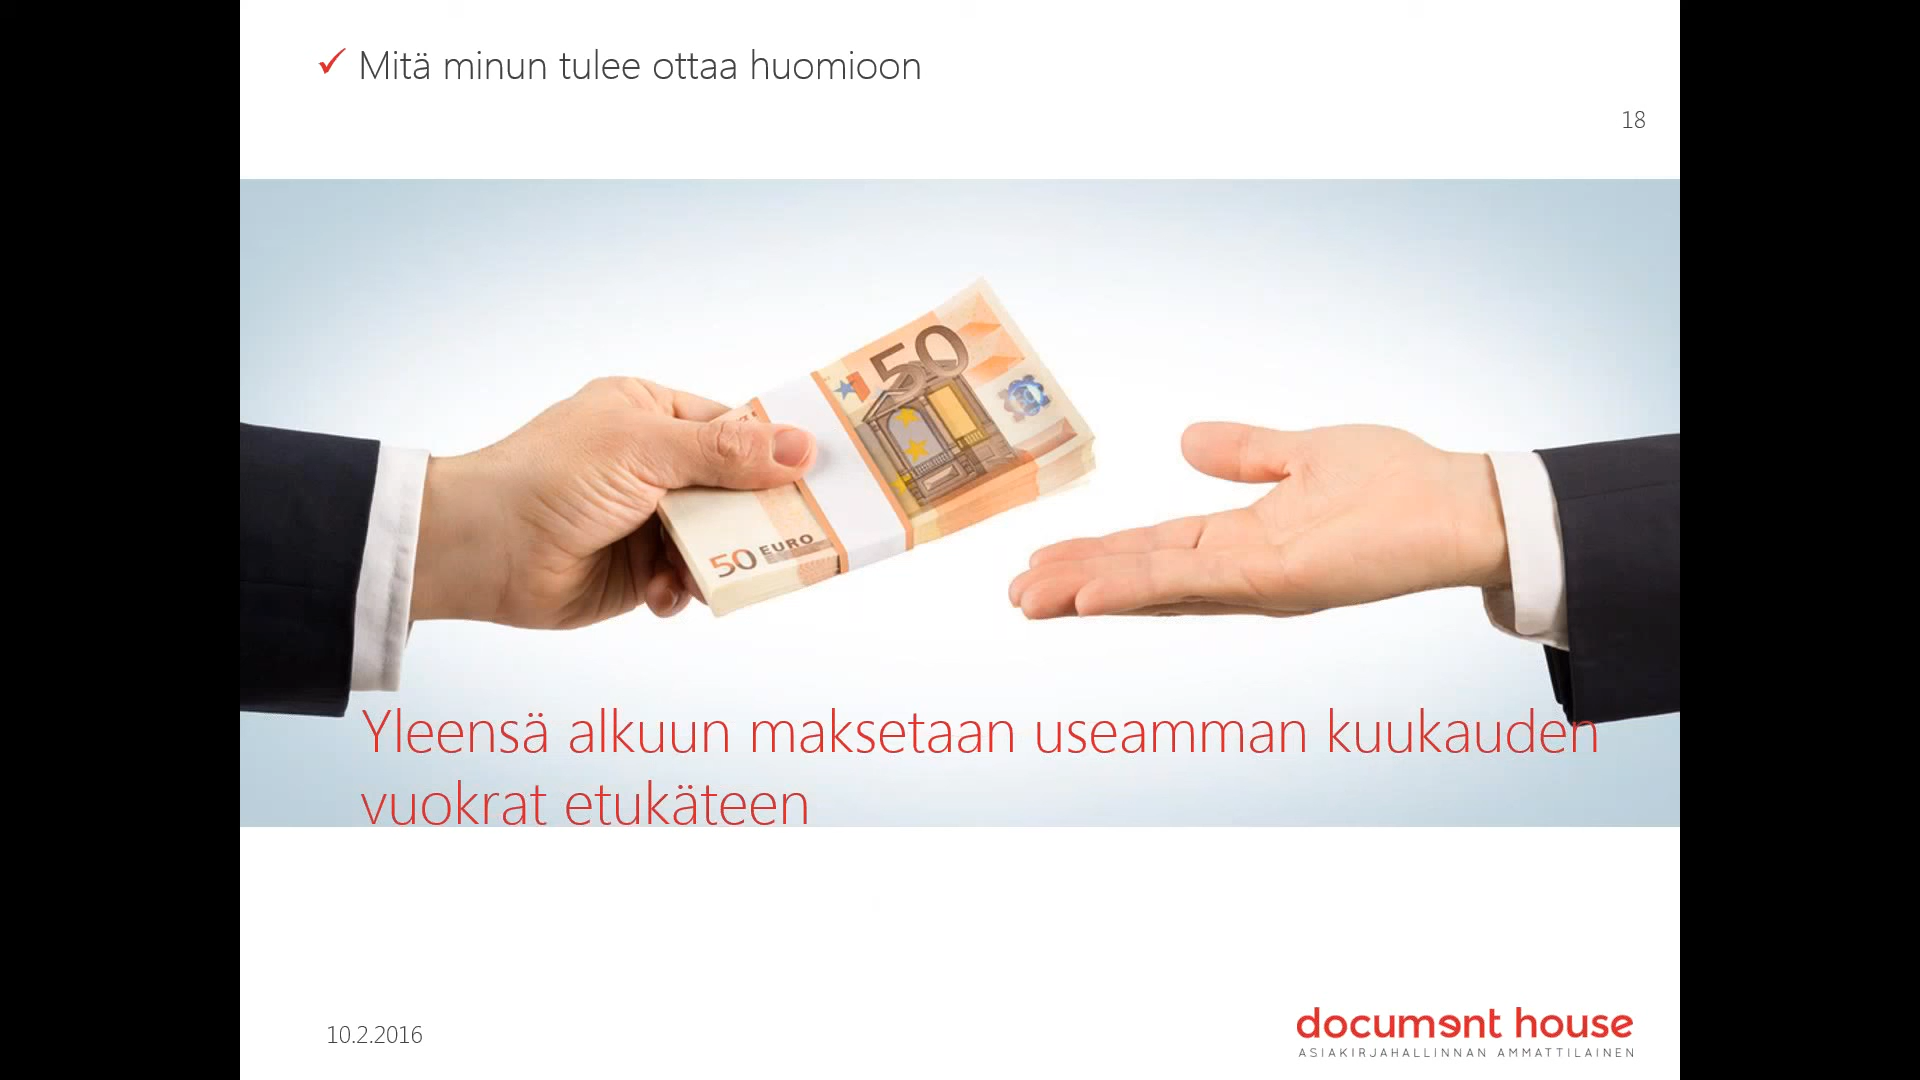 Mitä minun tulee ottaa huomioon
18
50
50 EURO
Yleensä alkuun maksetaan useamman kuukauden
vuokrat etukäteen
10.2.2016
document house
ASIAKIRJAHALLINNAN AMMATTILAINEN